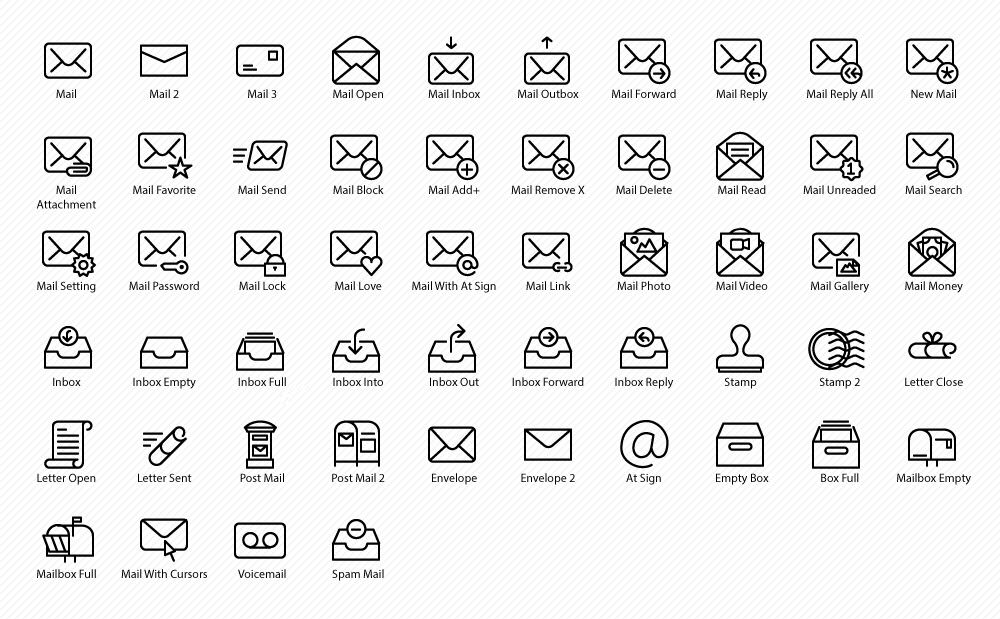 Mail
Mail 2
Mail 3
Mail Open
Mail Inbox
Mail Outbox
Mail Forward
Mail Reply
Mail Reply All
New Mail
Mail
Attachment
Mail Favorite
Mail Send
Mail Block
Mail Add+
Mail Remove X
Mail Delete
Mail Read
1
Mail Unreaded
Mail Search
Mail Setting
Mail Password
Mail Lock
Mail Love
@
Mail With At Sign
Mail Link
Mail Photo
Mail Video
Mail Gallery
Mail Money
Inbox
Inbox Empty
Inbox Full
Inbox Into
Inbox Out
Inbox Forward
Inbox Reply
Stamp
Stamp 2
Letter Close
Letter Open
Letter Sent
Post Mail
Post Mail 2
Envelope
Envelope 2
@
At Sign
Empty Box
Box Full
Mailbox Empty
Mailbox Full
Mail With Cursors
Voicemail
Spam Mail